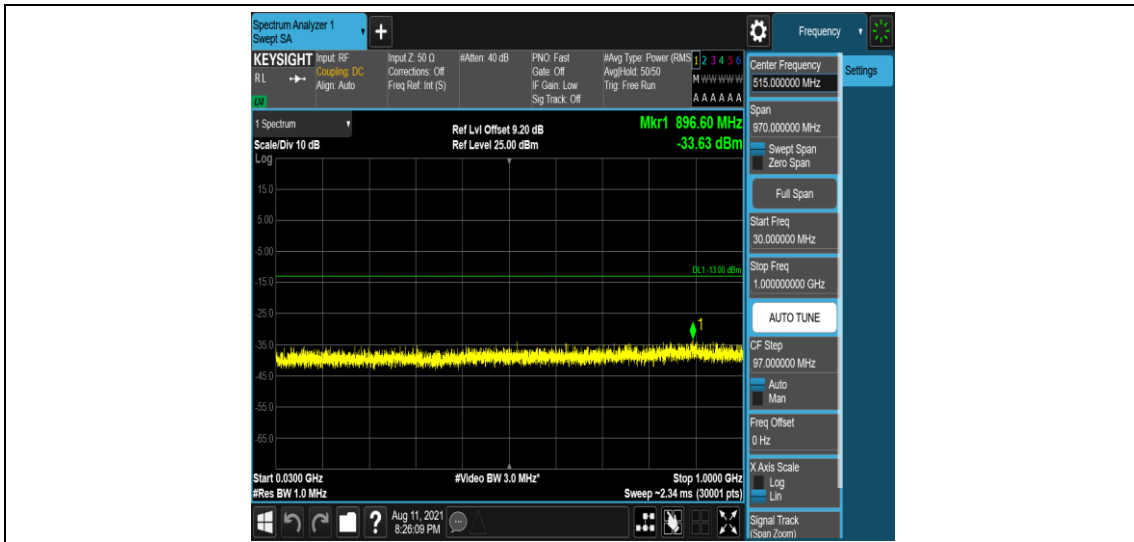 Spectrum Analyzer 1
Swept SA
Frequency
KEYSIGHT Input: RF Input Z: 50 Ω #Atten: 40 dB PNO: Fast #Avg Type: Power (RMS 1 2 3 4 5 6
RL Coupling: DC Corrections: Off Gate: Off Avg|Hold: 50/50 M W W W W W
Align: Auto Freq Ref: Int (S) IF Gain: Low Trig: Free Run
LM Sig Track: Off A A A A A A
1 Spectrum
Ref Lvl Offset 9.20 dB Mkr1 896.60 MHz
Scale/Div 10 dB Ref Level 25.00 dBm -33.63 dBm
Log
15.0
5.00
-5.00
DL1 -13.00 dBm
-15.0
-25.0
1
-35.0
-45.0
-55.0
-65.0
Start 0.0300 GHz #Video BW 3.0 MHz* Stop 1.0000 GHz
#Res BW 1.0 MHz Sweep ~2.34 ms (30001 pts)
Center Frequency
515.000000 MHz
Settings
Span
970.000000 MHz
Swept Span
Zero Span
Full Span
Start Freq
30.000000 MHz
Stop Freq
1.000000000 GHz
AUTO TUNE
CF Step
97.000000 MHz
Auto
Man
Freq Offset
0 Hz
X Axis Scale
Log
Lin
Signal Track
(Span Zoom)
Aug 11, 2021
8:26:09 PM